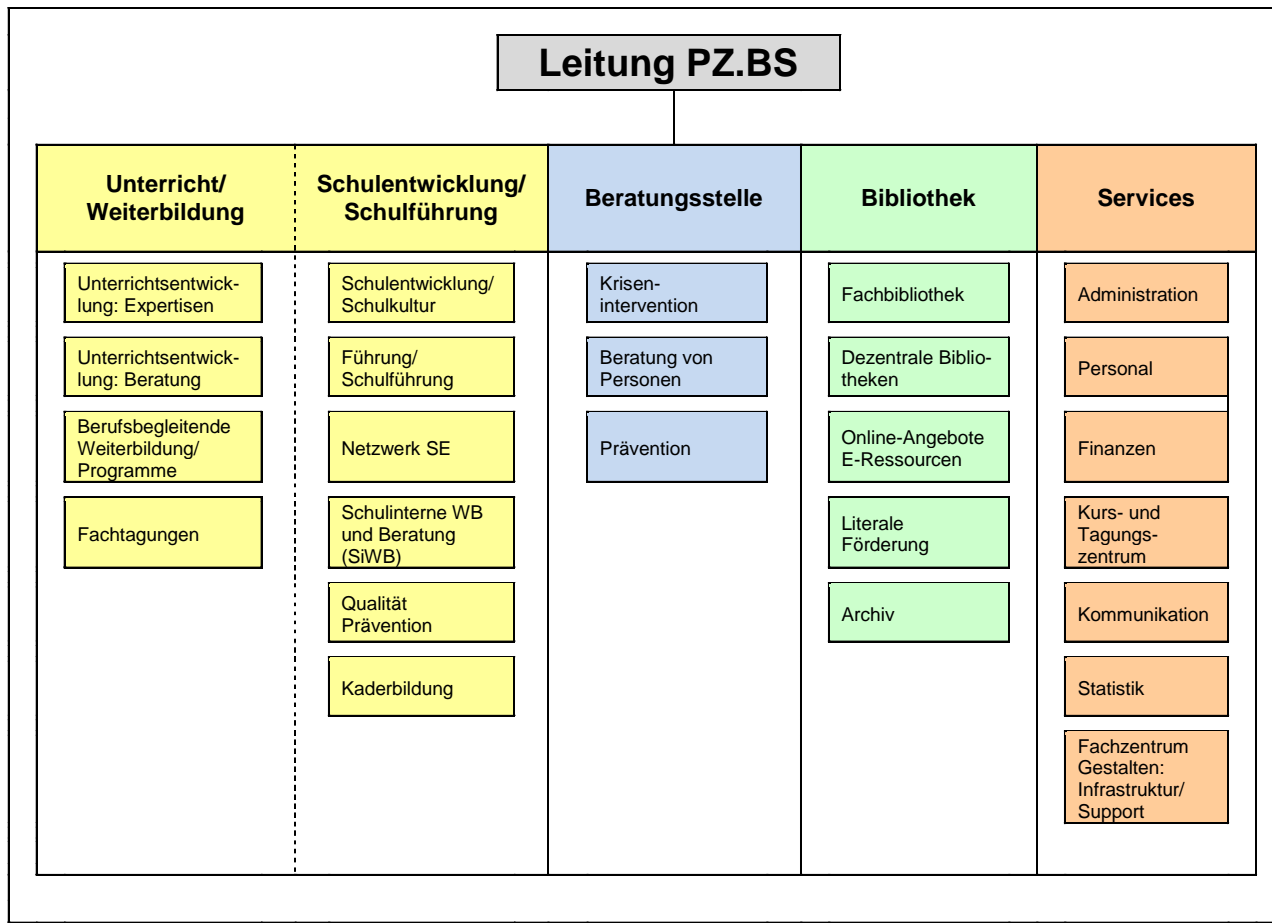 Leitung PZ.BS
Unterricht/
Weiterbildung
Schulentwicklung/
Schulführung
Beratungsstelle
Bibliothek
Services
Unterrichtsentwick-
lung: Expertisen
Unterrichtsentwick-
lung: Beratung
Berufsbegleitende
Weiterbildung/
Programme
Fachtagungen
Schulentwicklung/
Schulkultur
Führung/
Schulführung
Netzwerk SE
Schulinterne WB
und Beratung
(SiWB)
Qualität
Prävention
Kaderbildung
Krisen-
intervention
Beratung von
Personen
Prävention
Fachbibliothek
Dezentrale Biblio-
theken
Online-Angebote
E-Ressourcen
Literale
Förderung
Archiv
Administration
Personal
Finanzen
Kurs- und
Tagungs-
zentrum
Kommunikation
Statistik
Fachzentrum
Gestalten:
Infrastruktur/
Support